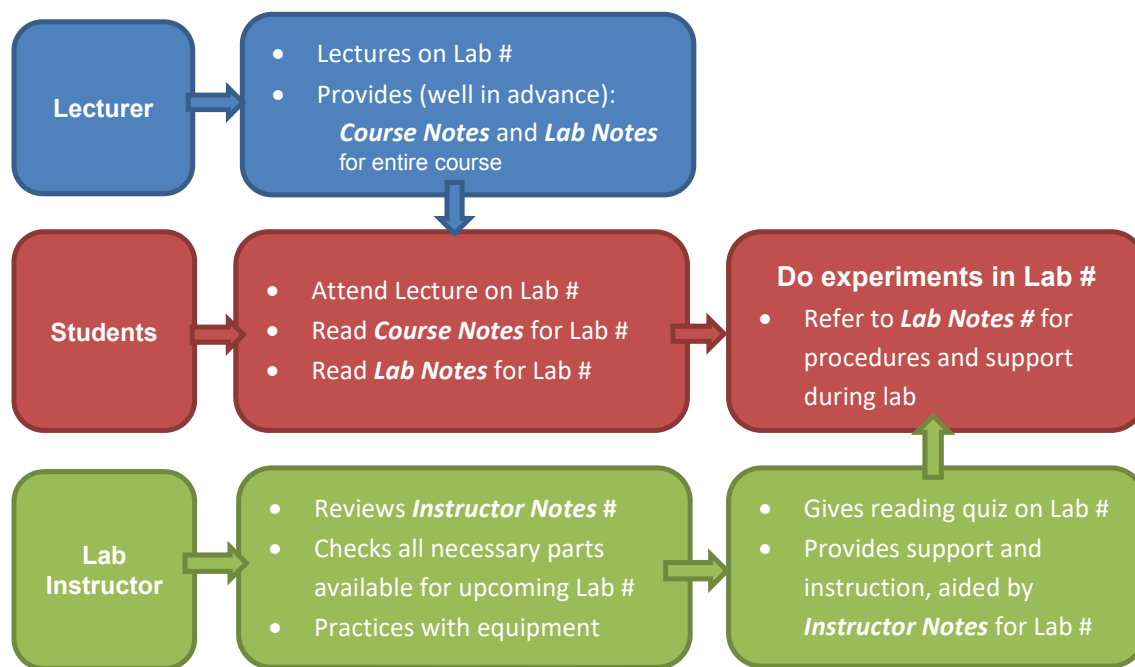 Lecturer
• Lectures on Lab #
• Provides (well in advance):
Course Notes and Lab Notes
for entire course
Students
• Attend Lecture on Lab #
• Read Course Notes for Lab #
• Read Lab Notes for Lab #
Do experiments in Lab #
• Refer to Lab Notes # for
procedures and support
during lab
Lab
Instructor
• Reviews Instructor Notes #
• Checks all necessary parts
available for upcoming Lab #
• Practices with equipment
• Gives reading quiz on Lab #
• Provides support and
instruction, aided by
Instructor Notes for Lab #